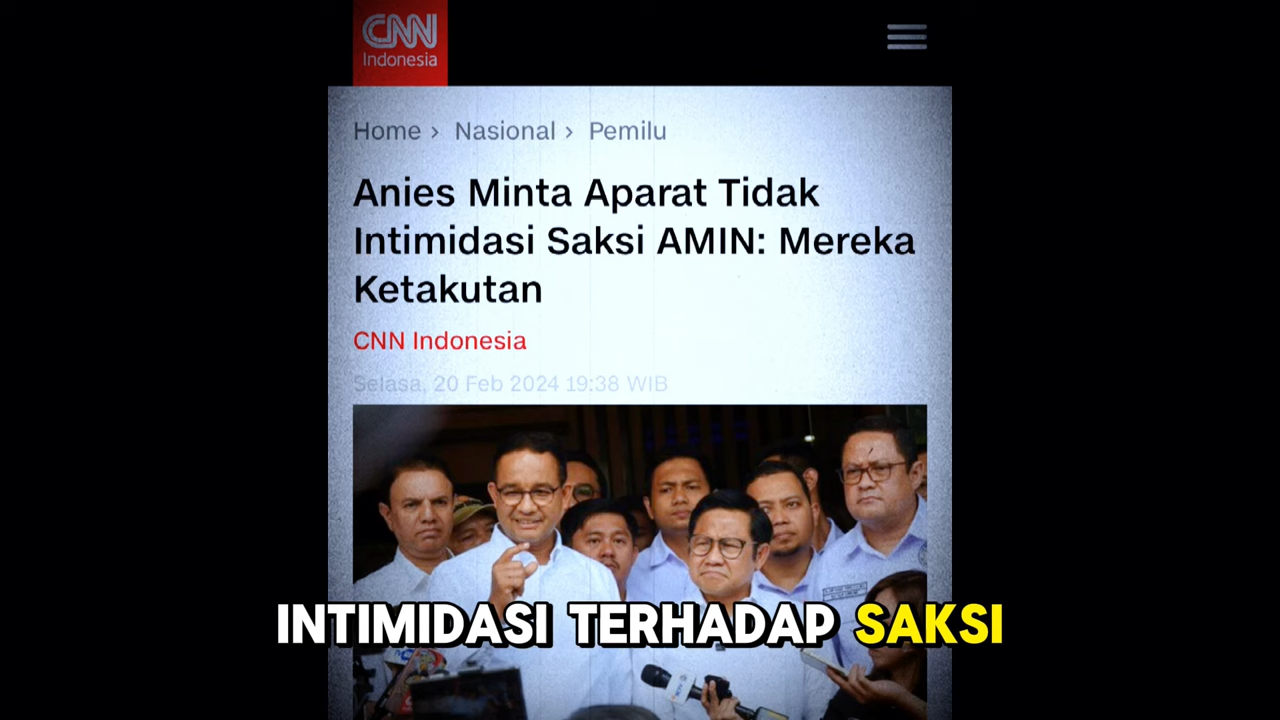 CNN
Indonesia
Home › Nasional › Pemilu
Anies Minta Aparat Tidak
Intimidasi Saksi AMIN: Mereka
Ketakutan
CNN Indonesia
Selasa, 20 Feb 2024 19:38 WIB
INTIMIDASI TERHADAP SAKSI